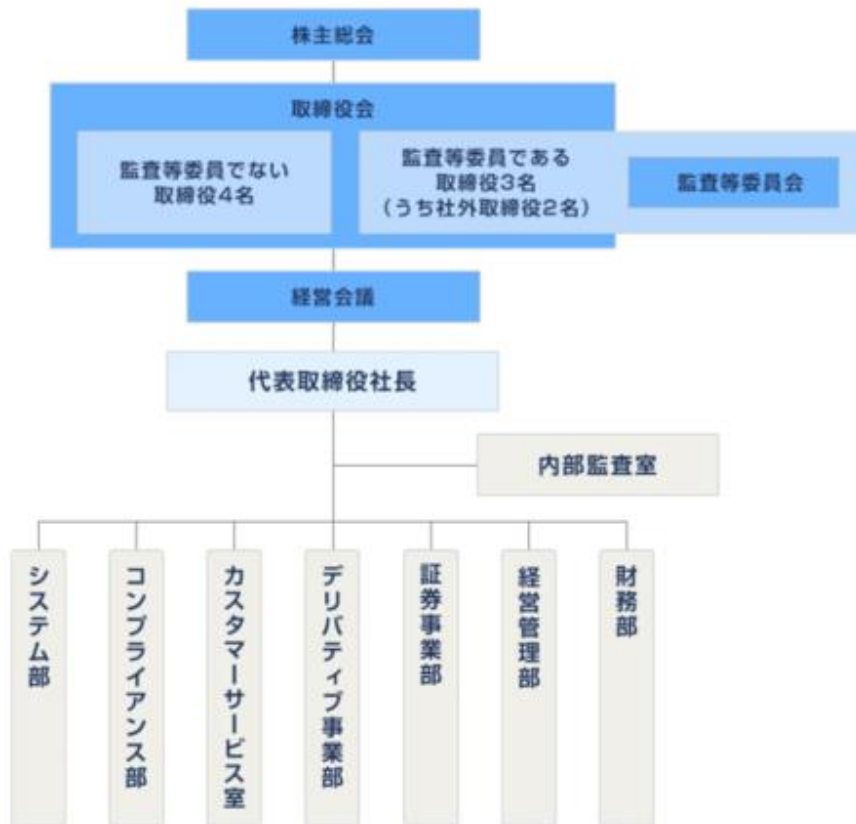 株主総会
取締役会
監査等委員でない
取締役4名
監査等委員である
取締役3名
（うち社外取締役2名）
監査等委員会
経営会議
代表取締役社長
内部監査室
システム部
コンプライアンス部
カスタマーサービス室
デリバティブ事業部
証券事業部
経営管理部
財務部